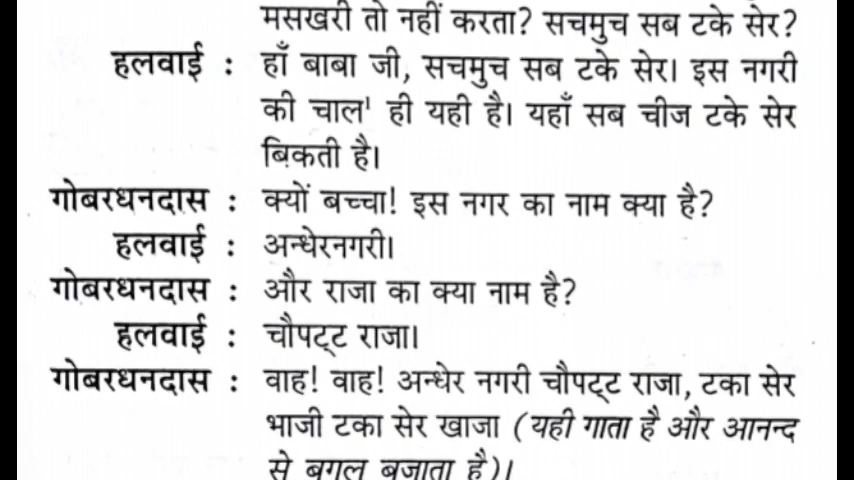 मसखरी तो नहीं करता? सचमुच सब टके सेर?
हलवाई : हाँ बाबा जी, सचमुच सब टके सेर। इस नगरी
की चाल' ही यही है। यहाँ सब चीज टके सेर
बिकती है।
गोबरधनदास : क्यों बच्चा! इस नगर का नाम क्या है?
हलवाई : अन्धेरनगरी।
गोबरधनदास : और राजा का क्या नाम है?
हलवाई : चौपट्ट राजा।
गोबरधनदास : वाह! वाह! अन्धेर नगरी चौपट्ट राजा, टका सेर
भाजी टका सेर खाजा (यही गाता है और आनन्द
से बगल बजाता है)।